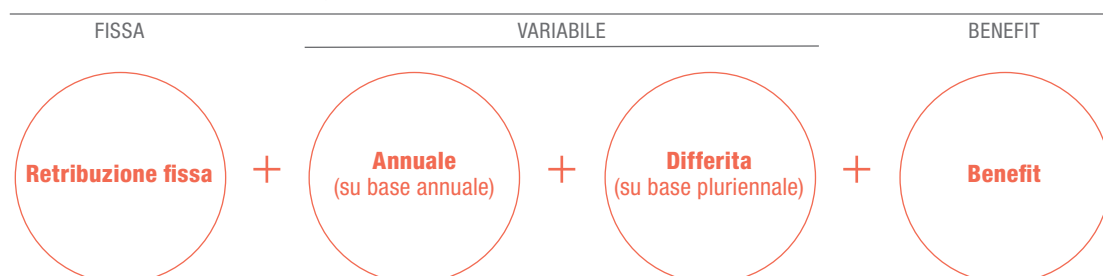 FISSA
VARIABILE
BENEFIT
Retribuzione fissa
+
Annuale
(su base annuale)
+
Differita
(su base pluriennale)
+
Benefit